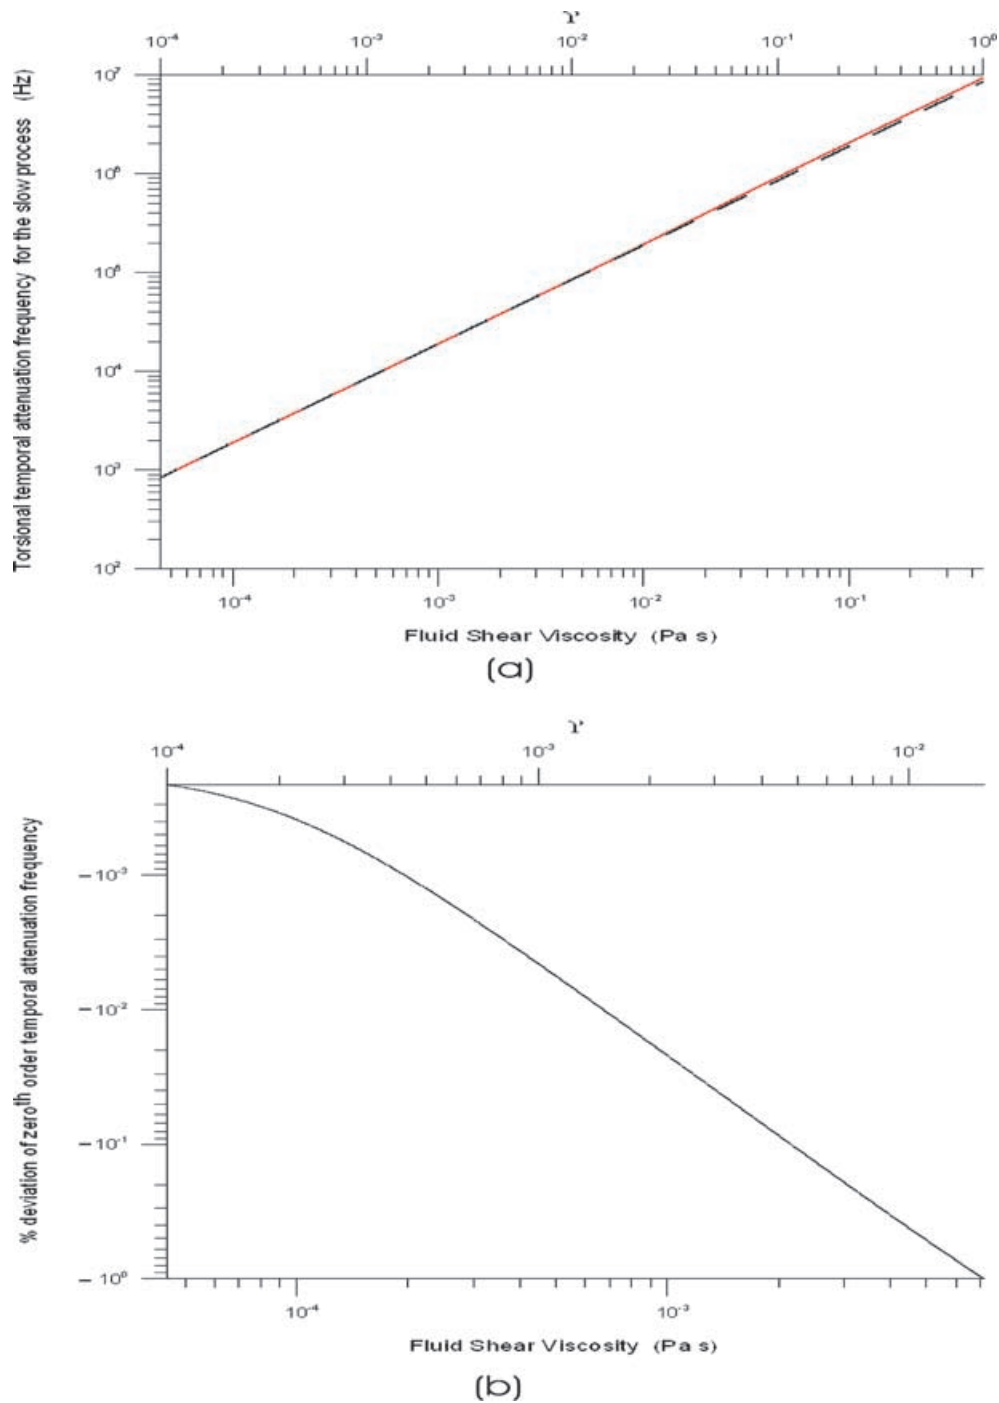 ϒ
10⁻⁴ 10⁻³ 10⁻² 10⁻¹ 10⁰
Torsional temporal attenuation frequency for the slow process (Hz)
10⁷
10⁶
10⁵
10⁴
10³
10²
10⁻⁴ 10⁻³ 10⁻² 10⁻¹
Fluid Shear Viscosity (Pa s)
(a)
ϒ
10⁻⁴ 10⁻³ 10⁻²
% deviation of zeroᵗʰ order temporal attenuation frequency
− 10⁻³
− 10⁻²
− 10⁻¹
− 10⁰
10⁻⁴ 10⁻³
Fluid Shear Viscosity (Pa s)
(b)